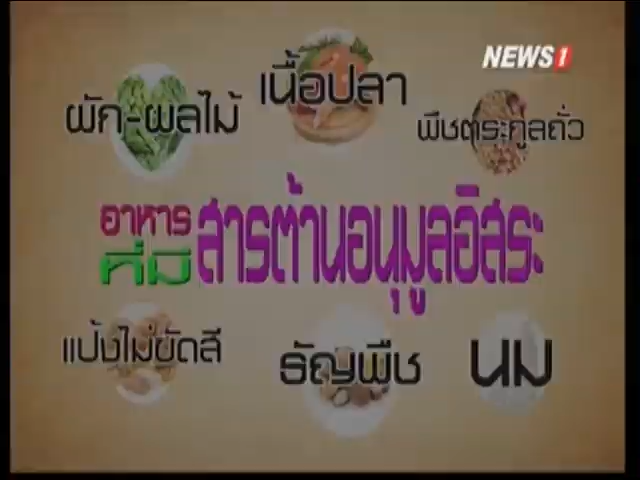 NEWS1
เนื้อปลา
ผัก-ผลไม้
พืชตระกูลถั่ว
อาหาร
ที่มี
สารต้านอนุมูลอิสระ
แป้งไม่ขัดสี
ธัญพืช
นม